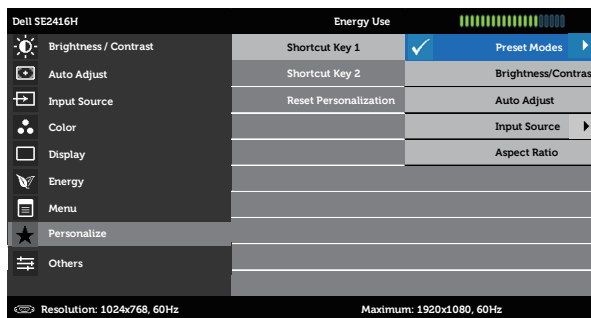 Dell SE2416H Energy Use
Brightness / Contrast Shortcut Key 1 Preset Modes
Auto Adjust Shortcut Key 2 Brightness/Contras
Input Source Reset Personalization Auto Adjust
Color Input Source
Display Aspect Ratio
Energy
Menu
Personalize
Others
Resolution: 1024x768, 60Hz Maximum: 1920x1080, 60Hz